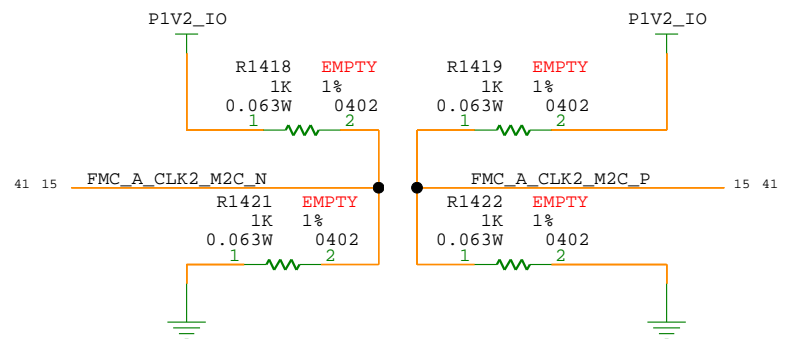 P1V2_IO P1V2_IO
R1418 EMPTY R1419 EMPTY
1K 1% 1K 1%
0.063W 0402 0.063W 0402
1 2 1 2
41 15 FMC_A_CLK2_M2C_N FMC_A_CLK2_M2C_P 15 41
R1421 EMPTY R1422 EMPTY
1K 1% 1K 1%
0.063W 0402 0.063W 0402
1 2 1 2